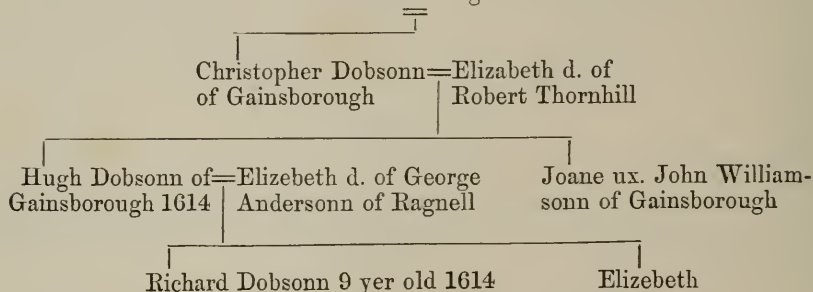 Christopher Dobsonn=Elizabeth d. of
of Gainsborough Robert Thornhill
Hugh Dobsonn of=Elizebeth d. of George Joane ux. John William-
Gainsborough 1614 Andersonn of Ragnell sonn of Gainsborough
Richard Dobsonn 9 yer old 1614 Elizebeth